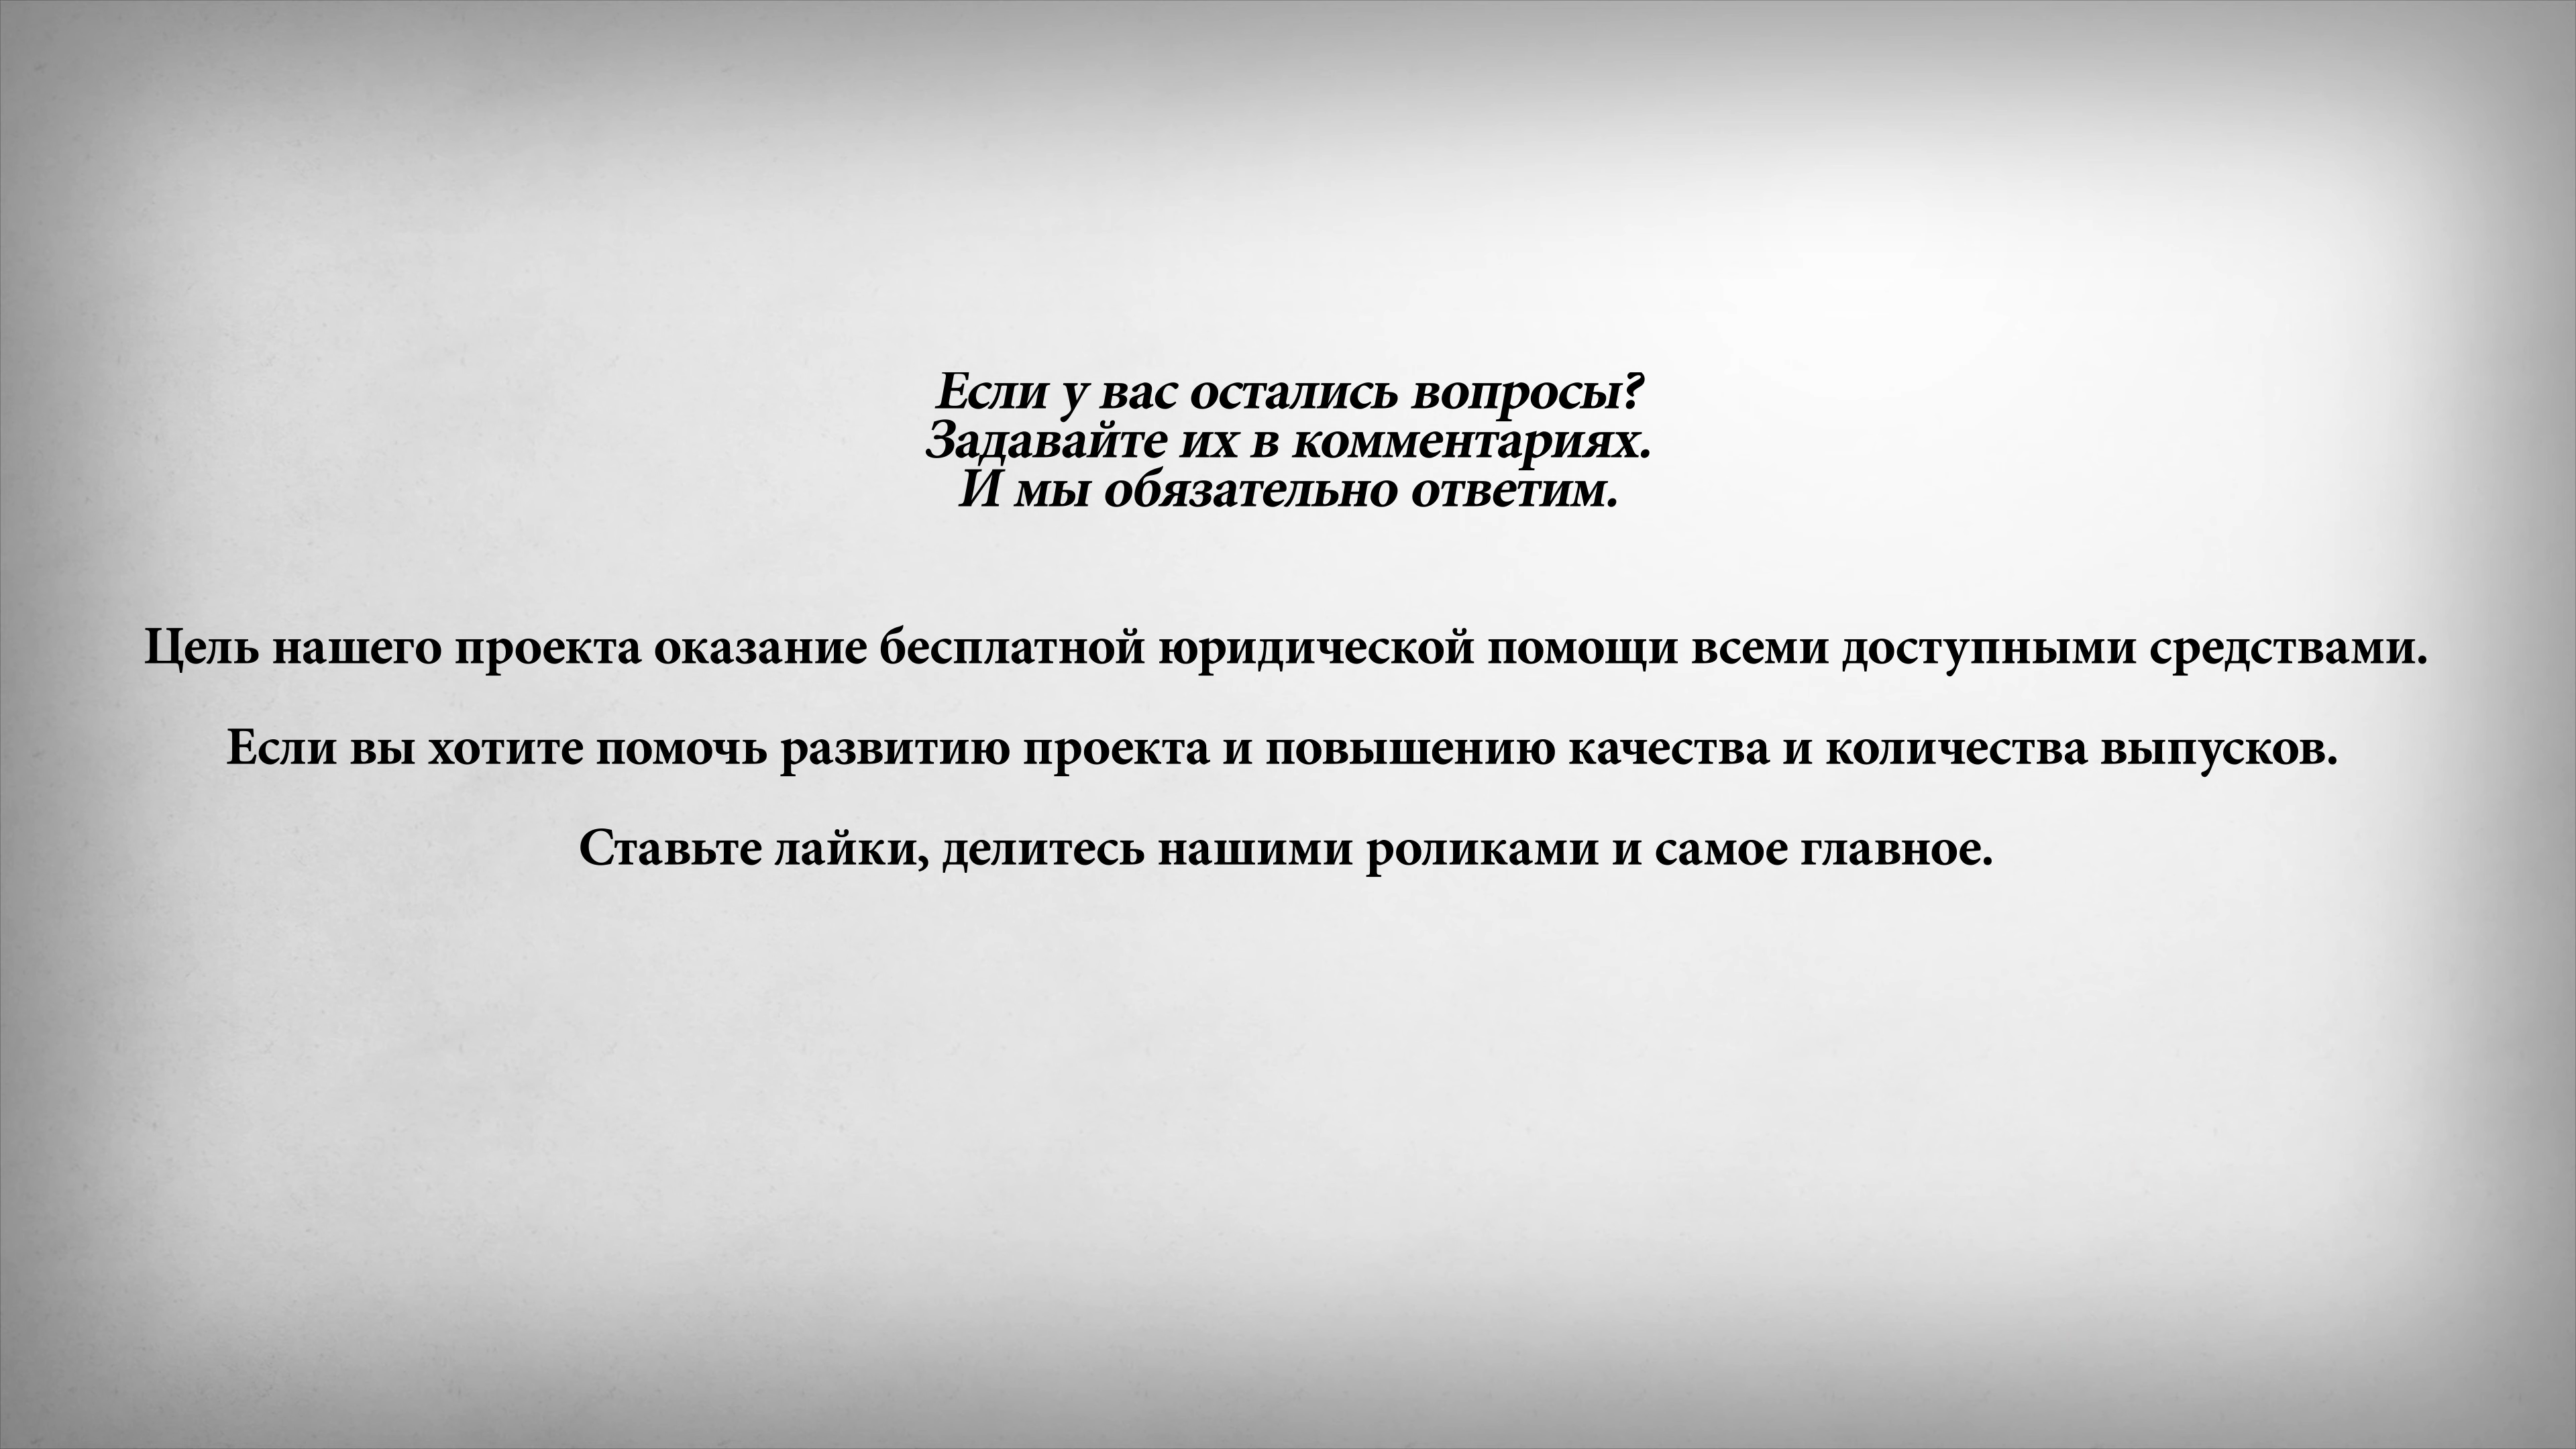 Если у вас остались вопросы?
Задавайте их в комментариях.
И мы обязательно ответим.
Цель нашего проекта оказание бесплатной юридической помощи всеми доступными средствами.
Если вы хотите помочь развитию проекта и повышению качества и количества выпусков.
Ставьте лайки, делитесь нашими роликами и самое главное.